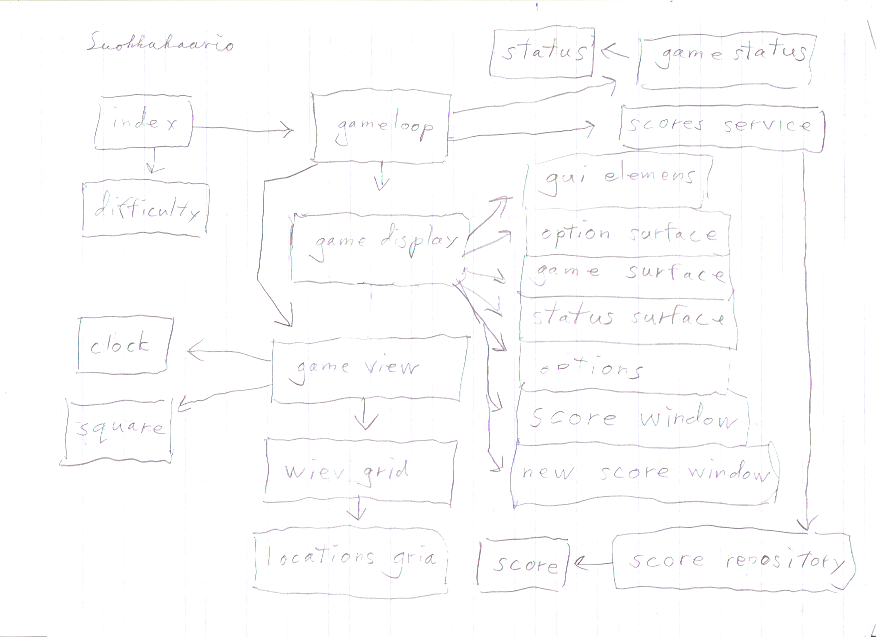 Suokkahaavio
status
game status
index
gameloop
scores service
gui elemens
difficulty
game display
option surface
game surface
status surface
clock
game view
options
square
score window
wiev grid
new score window
locations grid
score
score repository